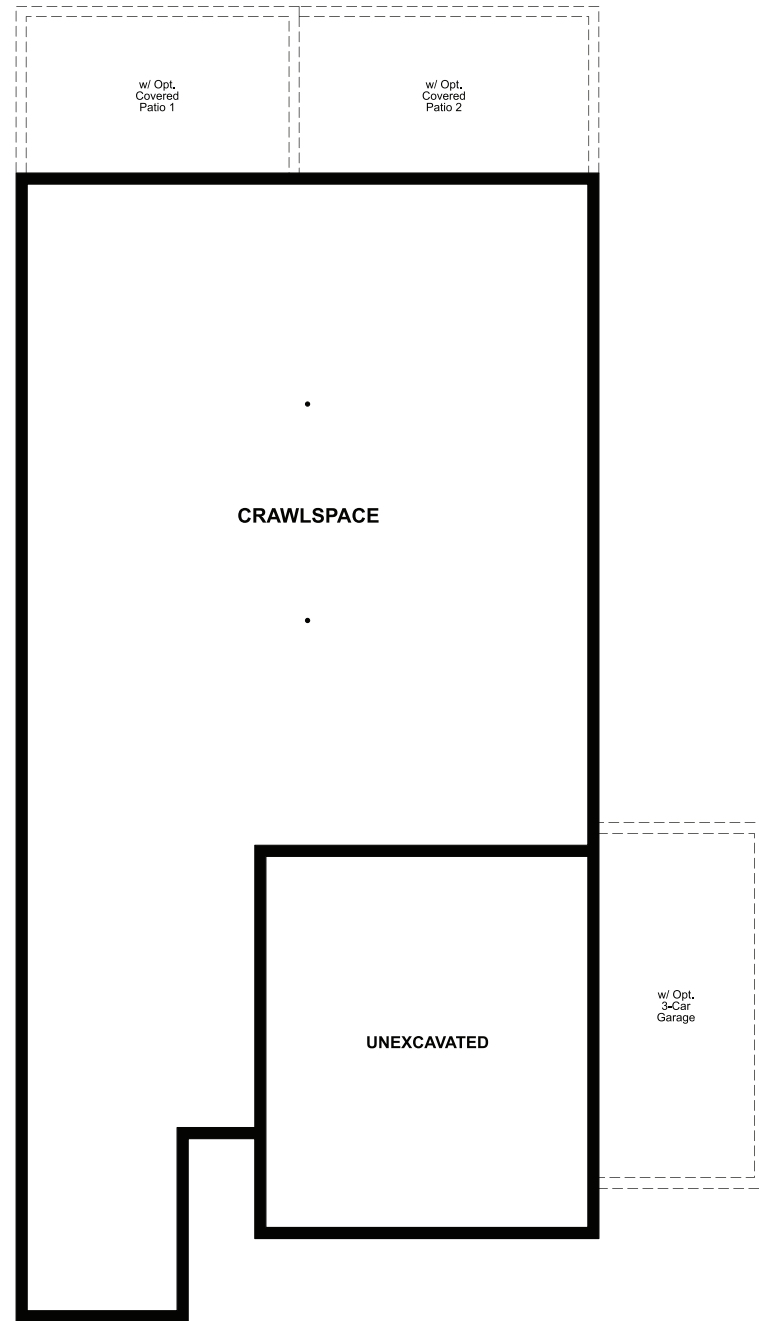 w/ Opt.
Covered
Patio 1
w/ Opt.
Covered
Patio 2
CRAWLSPACE
w/ Opt.
3-Car
Garage
UNEXCAVATED